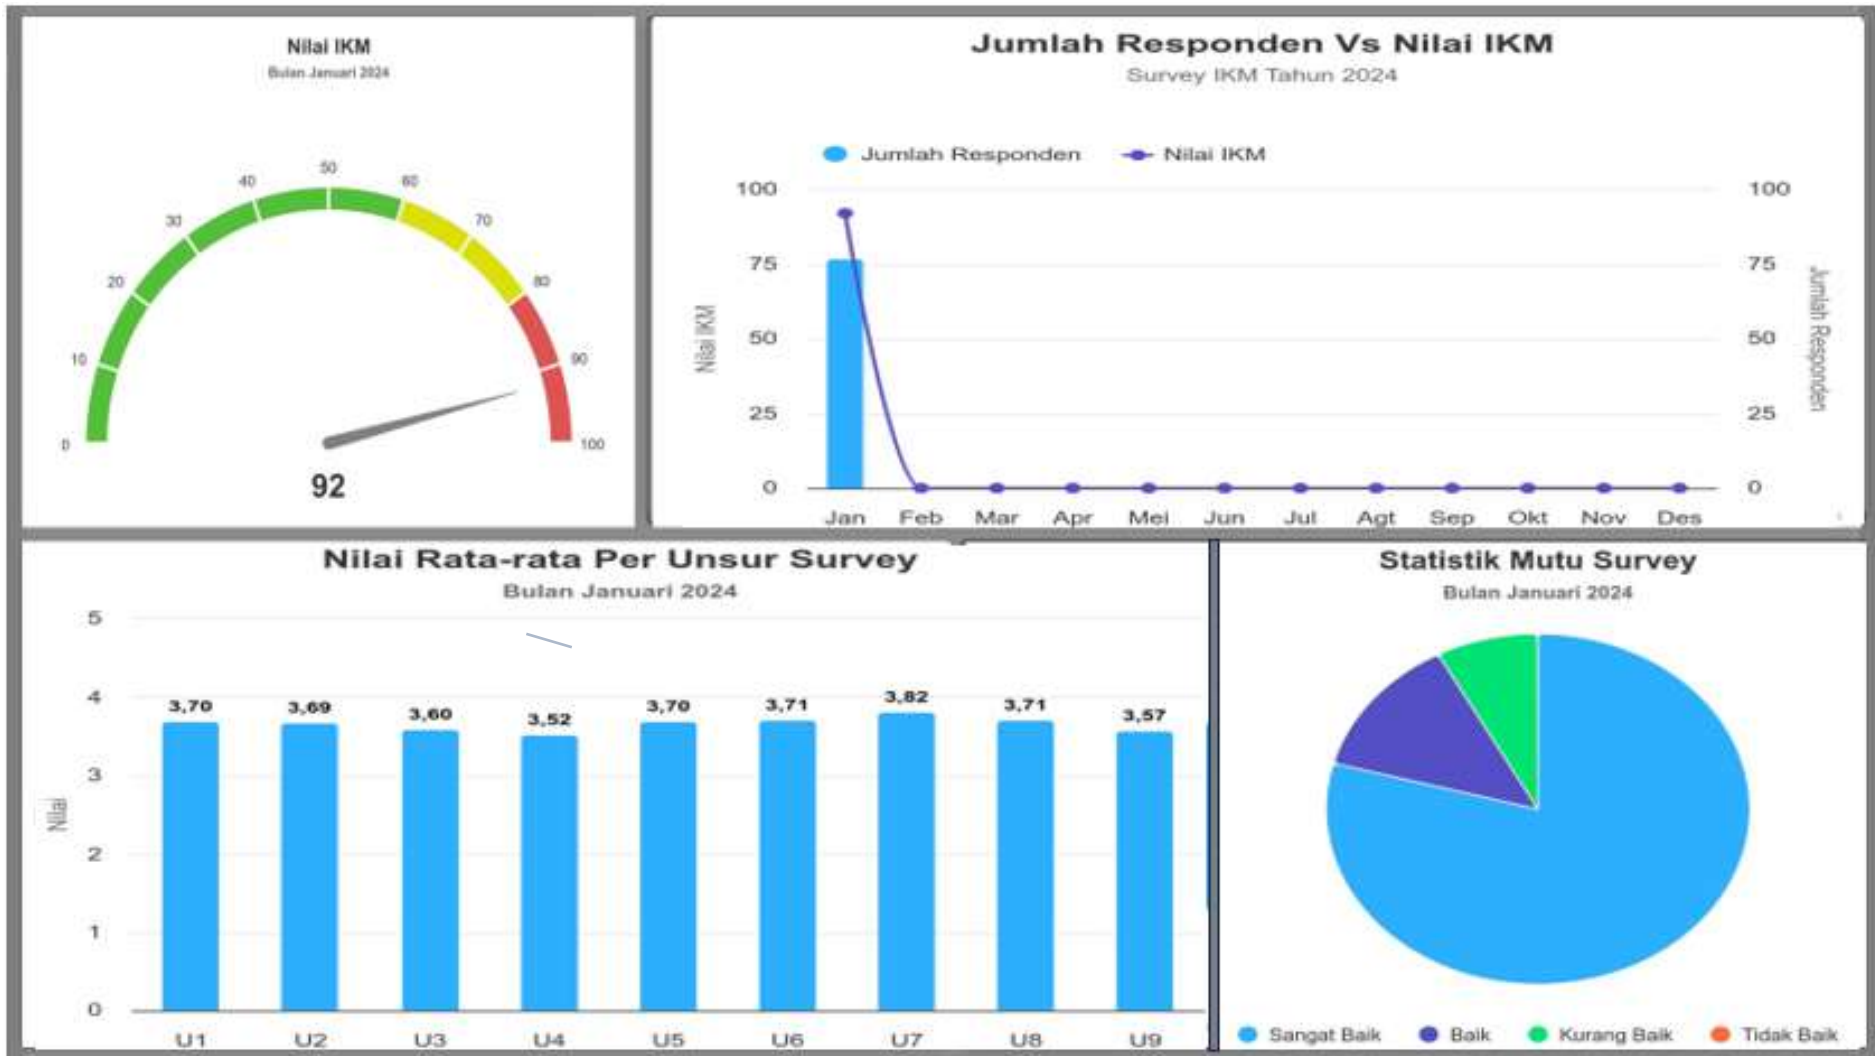 Nilai IKM
Bulan Januari 2024
0
10
20
30
40
50
60
70
80
90
100
92
Jumlah Responden Vs Nilai IKM
Survey IKM Tahun 2024
Jumlah Responden Nilai IKM
100 100
75 75
50 50
25 25
0 0
Nilai IKM
Jumlah Responden
Jan Feb Mar Apr Mei Jun Jul Agt Sep Okt Nov Des
Nilai Rata-rata Per Unsur Survey
Bulan Januari 2024
5
4
3
2
1
0
Nilai
3,70 3,69 3,60 3,52 3,70 3,71 3,82 3,71 3,57
U1 U2 U3 U4 U5 U6 U7 U8 U9
Statistik Mutu Survey
Bulan Januari 2024
Sangat Baik Baik Kurang Baik Tidak Baik